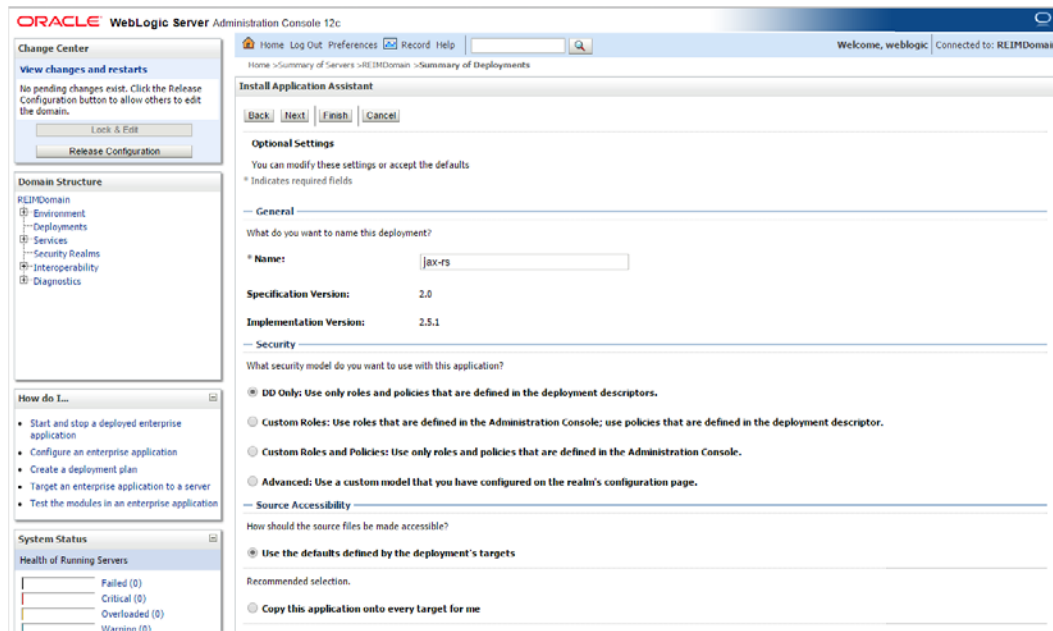 ORACLE WebLogic Server Administration Console 12c
Change Center
View changes and restarts
No pending changes exist. Click the Release
Configuration button to allow others to edit
the domain.
Lock & Edit
Release Configuration
Domain Structure
REIMDomain
Environment
Deployments
Services
Security Realms
Interoperability
Diagnostics
How do I...
Start and stop a deployed enterprise
application
Configure an enterprise application
Create a deployment plan
Target an enterprise application to a server
Test the modules in an enterprise application
System Status
Health of Running Servers
Failed (0)
Critical (0)
Overloaded (0)
Warning (0)
Home Log Out Preferences Record Help
Welcome, weblogic Connected to: REIMDomai
Home >Summary of Servers >REIMDomain >Summary of Deployments
Install Application Assistant
Back Next Finish Cancel
Optional Settings
You can modify these settings or accept the defaults
* Indicates required fields
General
What do you want to name this deployment?
* Name: jax-rs
Specification Version: 2.0
Implementation Version: 2.5.1
Security
What security model do you want to use with this application?
DD Only: Use only roles and policies that are defined in the deployment descriptors.
Custom Roles: Use roles that are defined in the Administration Console; use policies that are defined in the deployment descriptor.
Custom Roles and Policies: Use only roles and policies that are defined in the Administration Console.
Advanced: Use a custom model that you have configured on the realm's configuration page.
Source Accessibility
How should the source files be made accessible?
Use the defaults defined by the deployment's targets
Recommended selection.
Copy this application onto every target for me